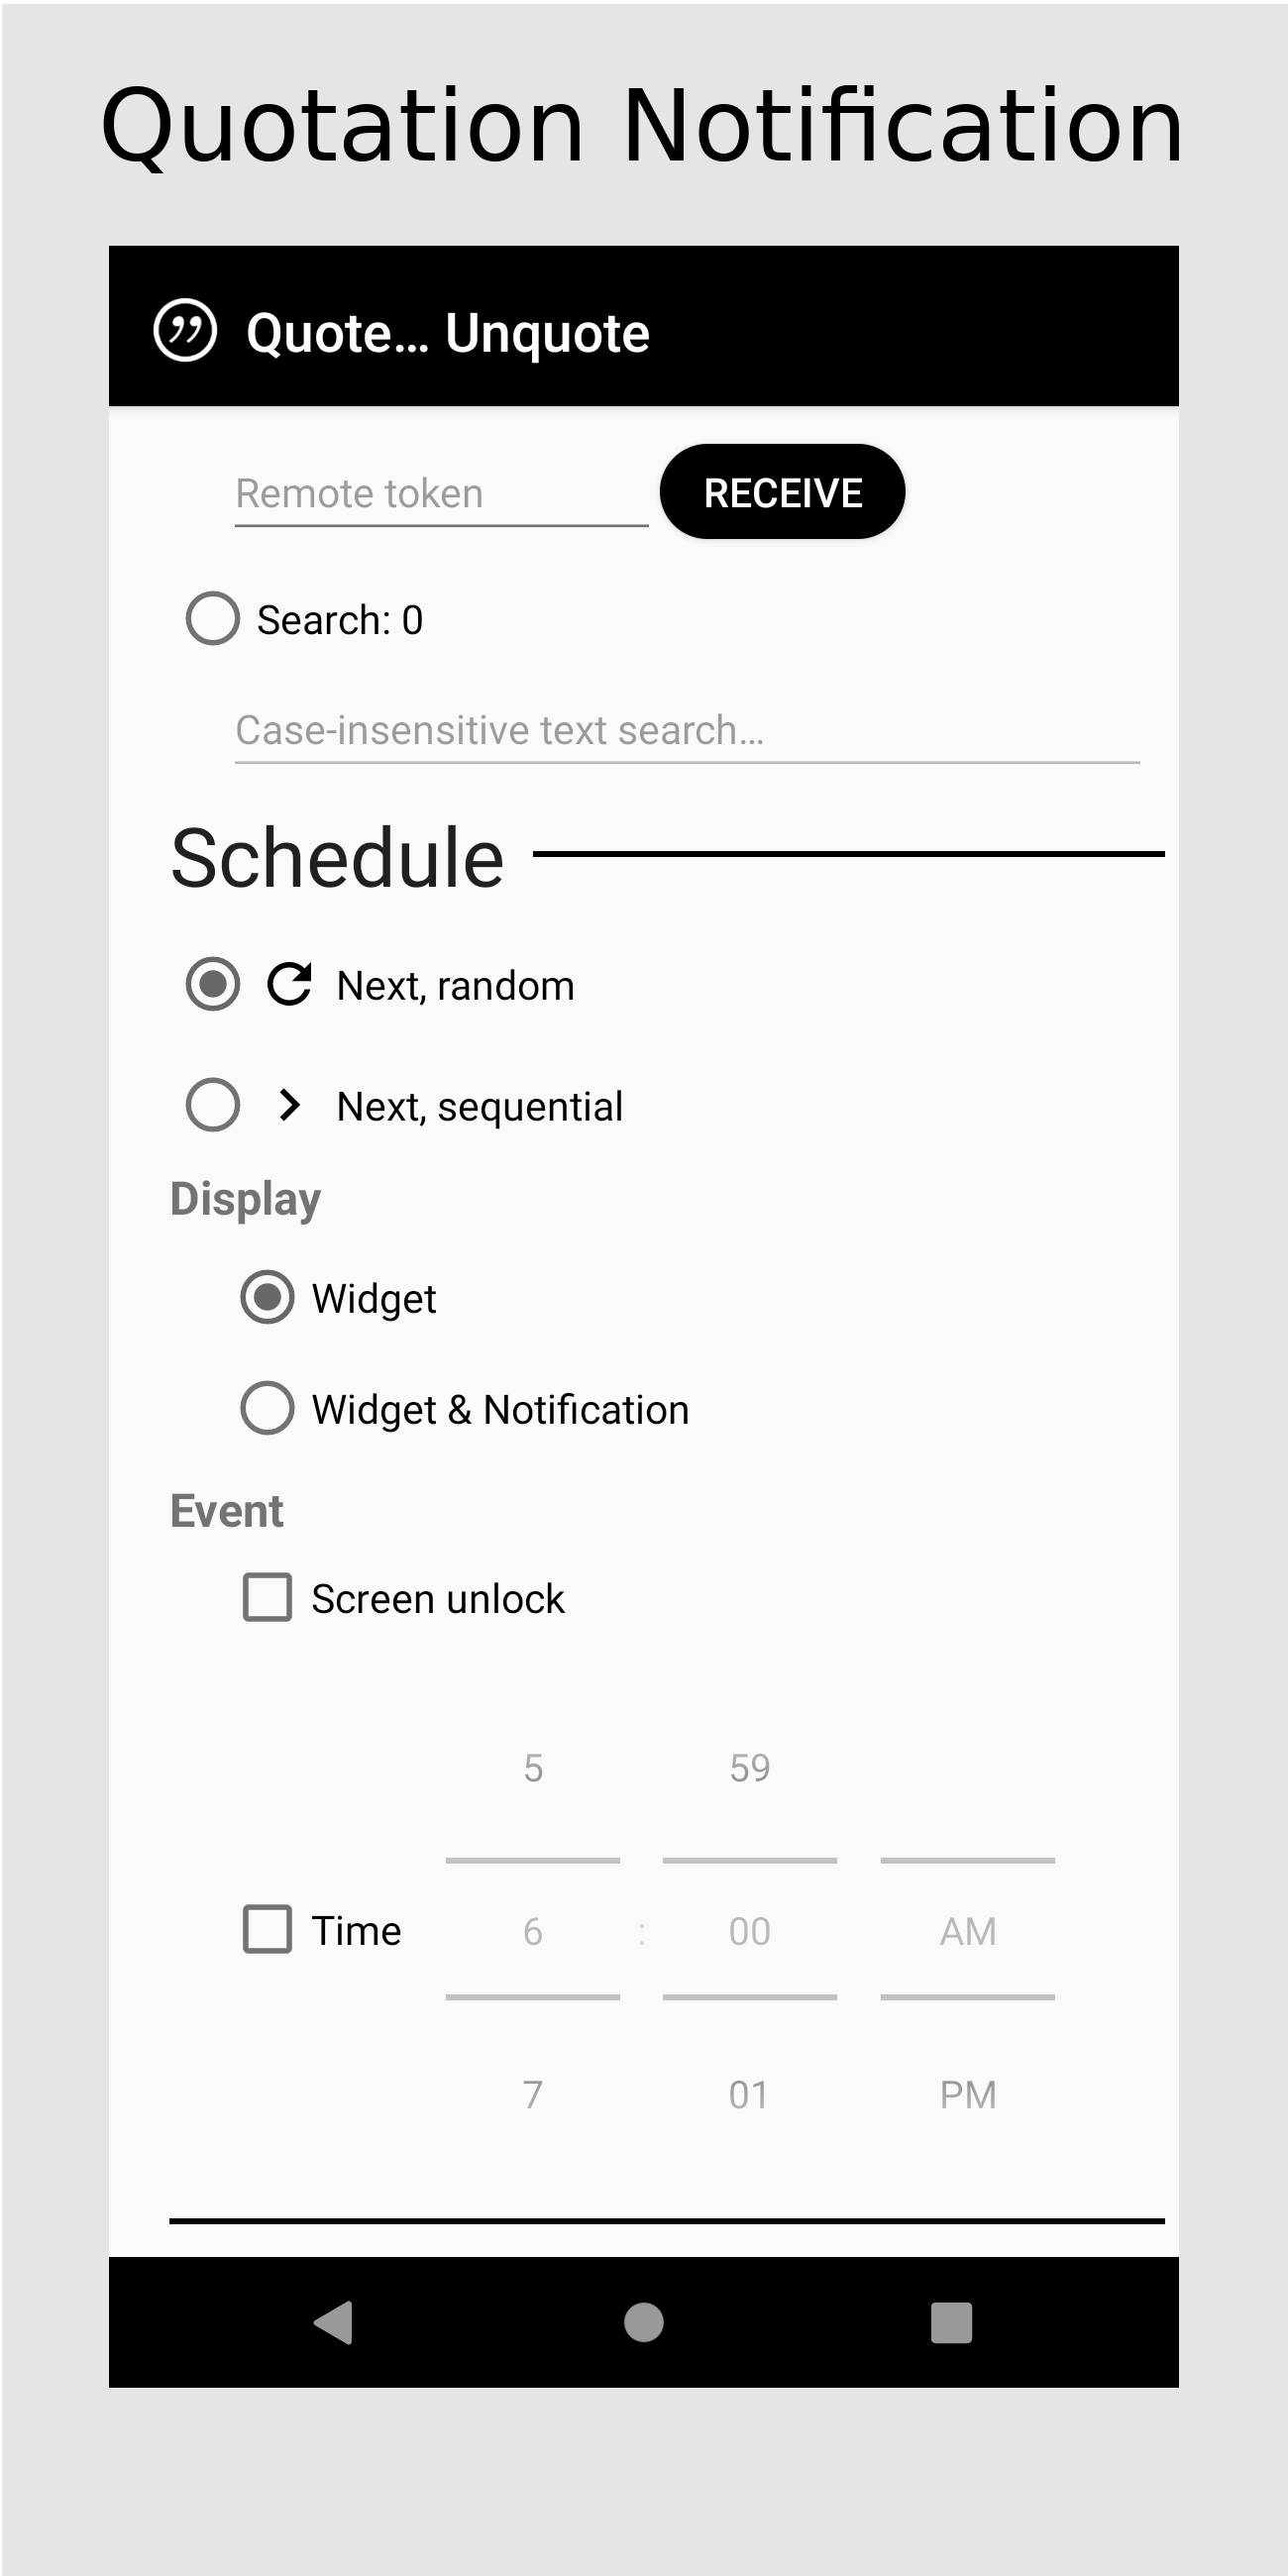 Quotation Notification
Quote... Unquote
Remote token RECEIVE
Search: 0
Case-insensitive text search...
Schedule
Next, random
Next, sequential
Display
Widget
Widget & Notification
Event
Screen unlock
5 59
Time 6 : 00 AM
7 01 PM